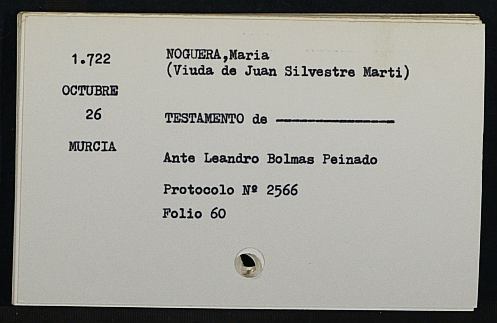 1.722
OCTUBRE
26
MURCIA
NOGUERA,Maria
(Viuda de Juan Silvestre Marti)
TESTAMENTO de ----------------
Ante Leandro Bolmas Peinado
Protocolo Nº 2566
Folio 60